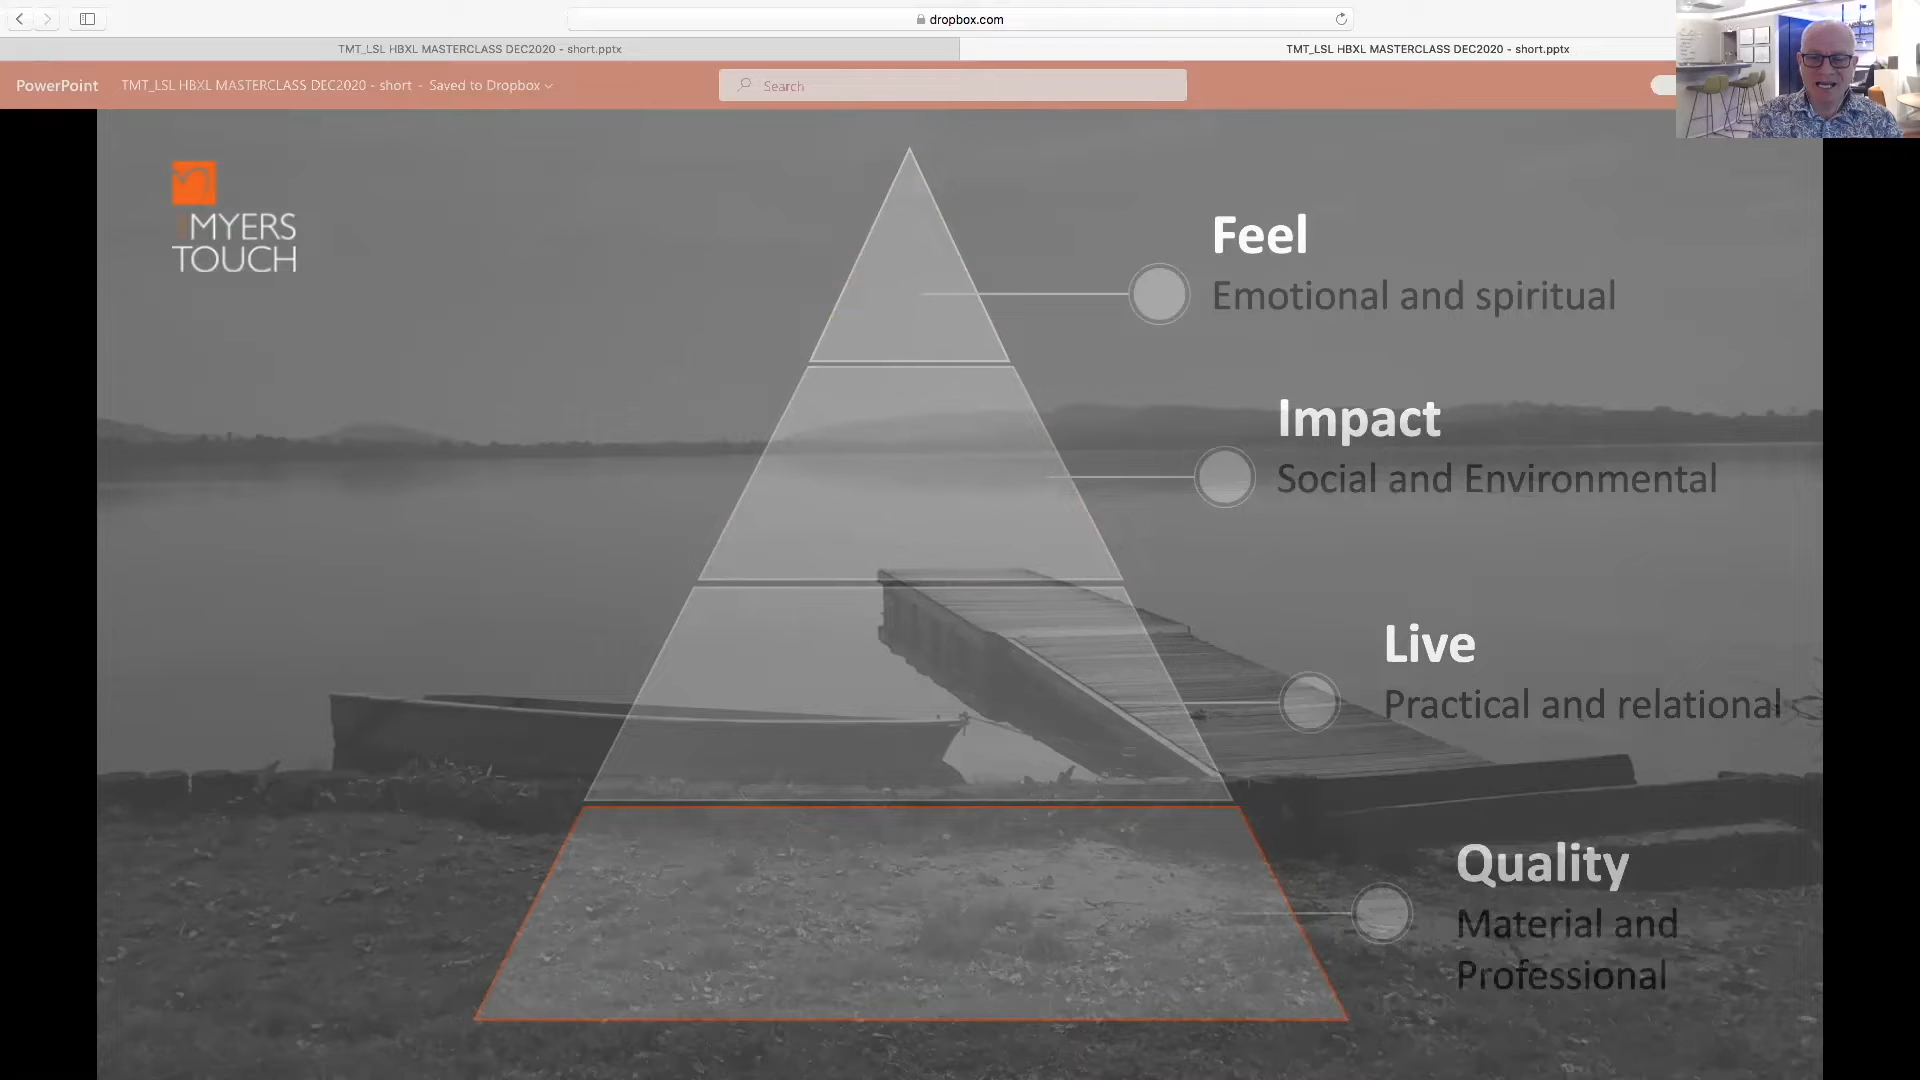 dropbox.com
TMT_LSL HBXL MASTERCLASS DEC2020 - short.pptx
TMT_LSL HBXL MASTERCLASS DEC2020 - short.pptx
PowerPoint
TMT_LSL HBXL MASTERCLASS DEC2020 - short - Saved to Dropbox
Search
MYERS
TOUCH
Feel
Emotional and spiritual
Impact
Social and Environmental
Live
Practical and relational
Quality
Material and
Professional